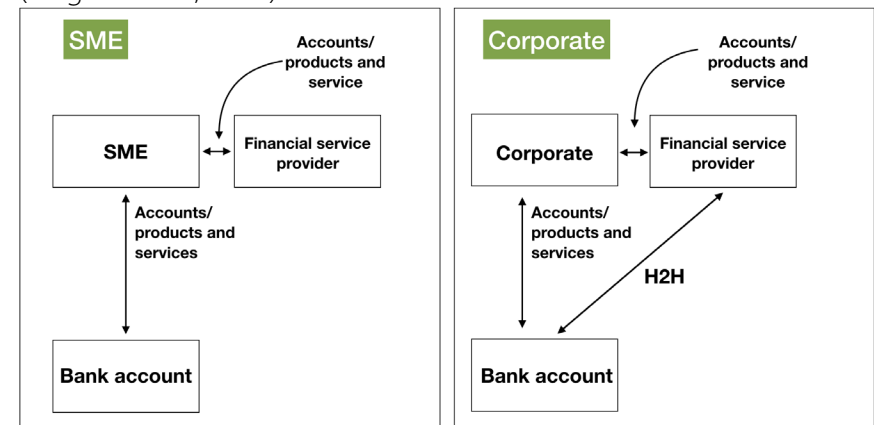 SME
Accounts/
products and
service
SME
Financial service
provider
Accounts/
products and
services
Bank account
Corporate
Accounts/
products and
service
Corporate
Financial service
provider
Accounts/
products and
services
H2H
Bank account